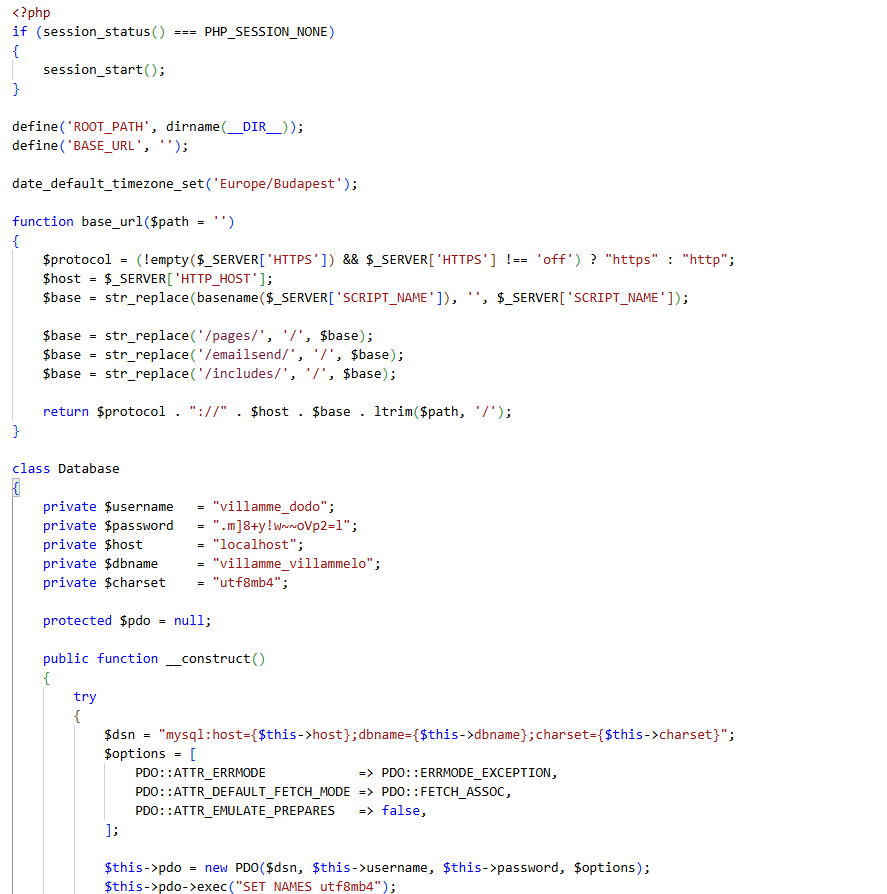 <?php
if (session_status() === PHP_SESSION_NONE)
{
    session_start();
}

define('ROOT_PATH', dirname(__DIR__));
define('BASE_URL', '');

date_default_timezone_set('Europe/Budapest');

function base_url($path = '')
{
    $protocol = (!empty($_SERVER['HTTPS']) && $_SERVER['HTTPS'] !== 'off') ? "https" : "http";
    $host = $_SERVER['HTTP_HOST'];
    $base = str_replace(basename($_SERVER['SCRIPT_NAME']), '', $_SERVER['SCRIPT_NAME']);

    $base = str_replace('/pages/', '/', $base);
    $base = str_replace('/emailsend/', '/', $base);
    $base = str_replace('/includes/', '/', $base);

    return $protocol . "://" . $host . $base . ltrim($path, '/');
}

class Database
{
    private $username   = "villamme_dodo";
    private $password   = ".m]8+y!w~~oVp2=l";
    private $host       = "localhost";
    private $dbname     = "villamme_villammelo";
    private $charset    = "utf8mb4";

    protected $pdo = null;

    public function __construct()
    {
        try
        {
            $dsn = "mysql:host={$this->host};dbname={$this->dbname};charset={$this->charset}";
            $options = [
                PDO::ATTR_ERRMODE            => PDO::ERRMODE_EXCEPTION,
                PDO::ATTR_DEFAULT_FETCH_MODE => PDO::FETCH_ASSOC,
                PDO::ATTR_EMULATE_PREPARES   => false,
            ];

            $this->pdo = new PDO($dsn, $this->username, $this->password, $options);
            $this->pdo->exec("SET NAMES utf8mb4");